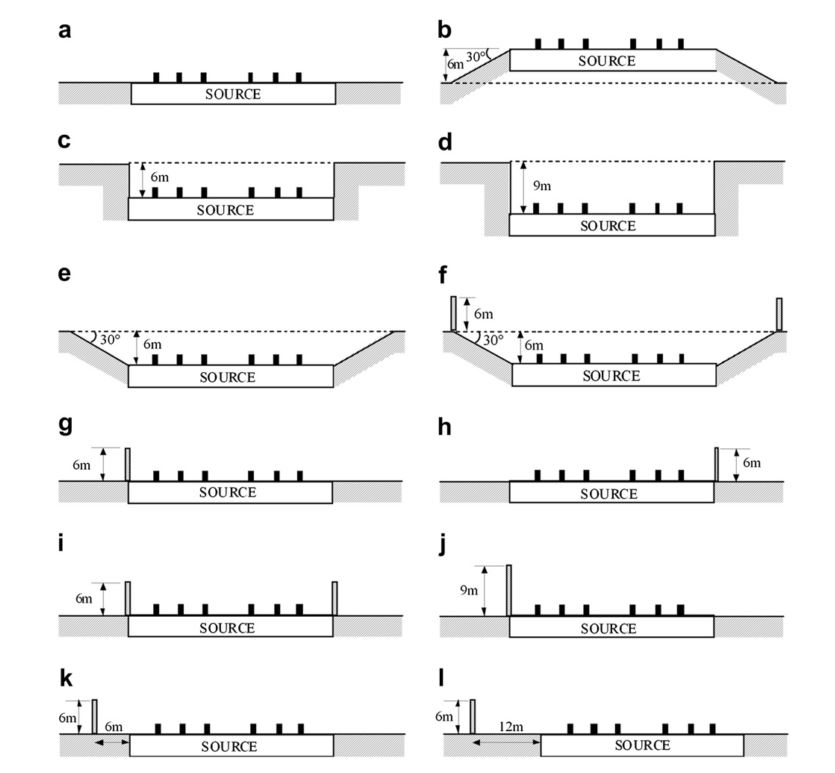 a
SOURCE
b
6m 30°
SOURCE
c
6m
SOURCE
d
9m
SOURCE
e
30° 6m
SOURCE
f
6m
30° 6m
SOURCE
g
6m
SOURCE
h
6m
SOURCE
i
6m
SOURCE
j
9m
SOURCE
k
6m
6m
SOURCE
l
6m
12m
SOURCE